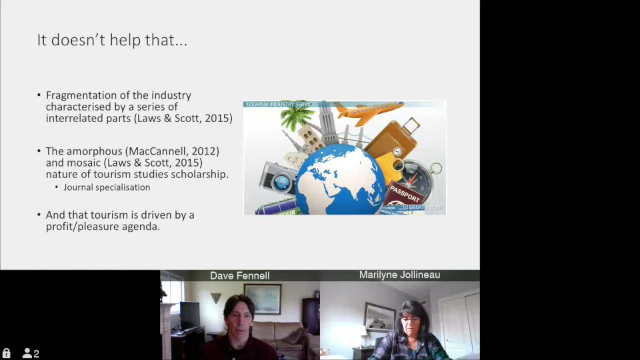 It doesn't help that...
• Fragmentation of the industry
characterised by a series of
interrelated parts (Laws & Scott, 2015)
TOURISM INDUSTRY SERVICES
• The amorphous (MacCannell, 2012)
and mosaic (Laws & Scott, 2015)
nature of tourism studies scholarship.
• Journal specialisation
PASSPORT
• And that tourism is driven by a
profit/pleasure agenda.
Dave Fennell
Marilyne Jollineau
2